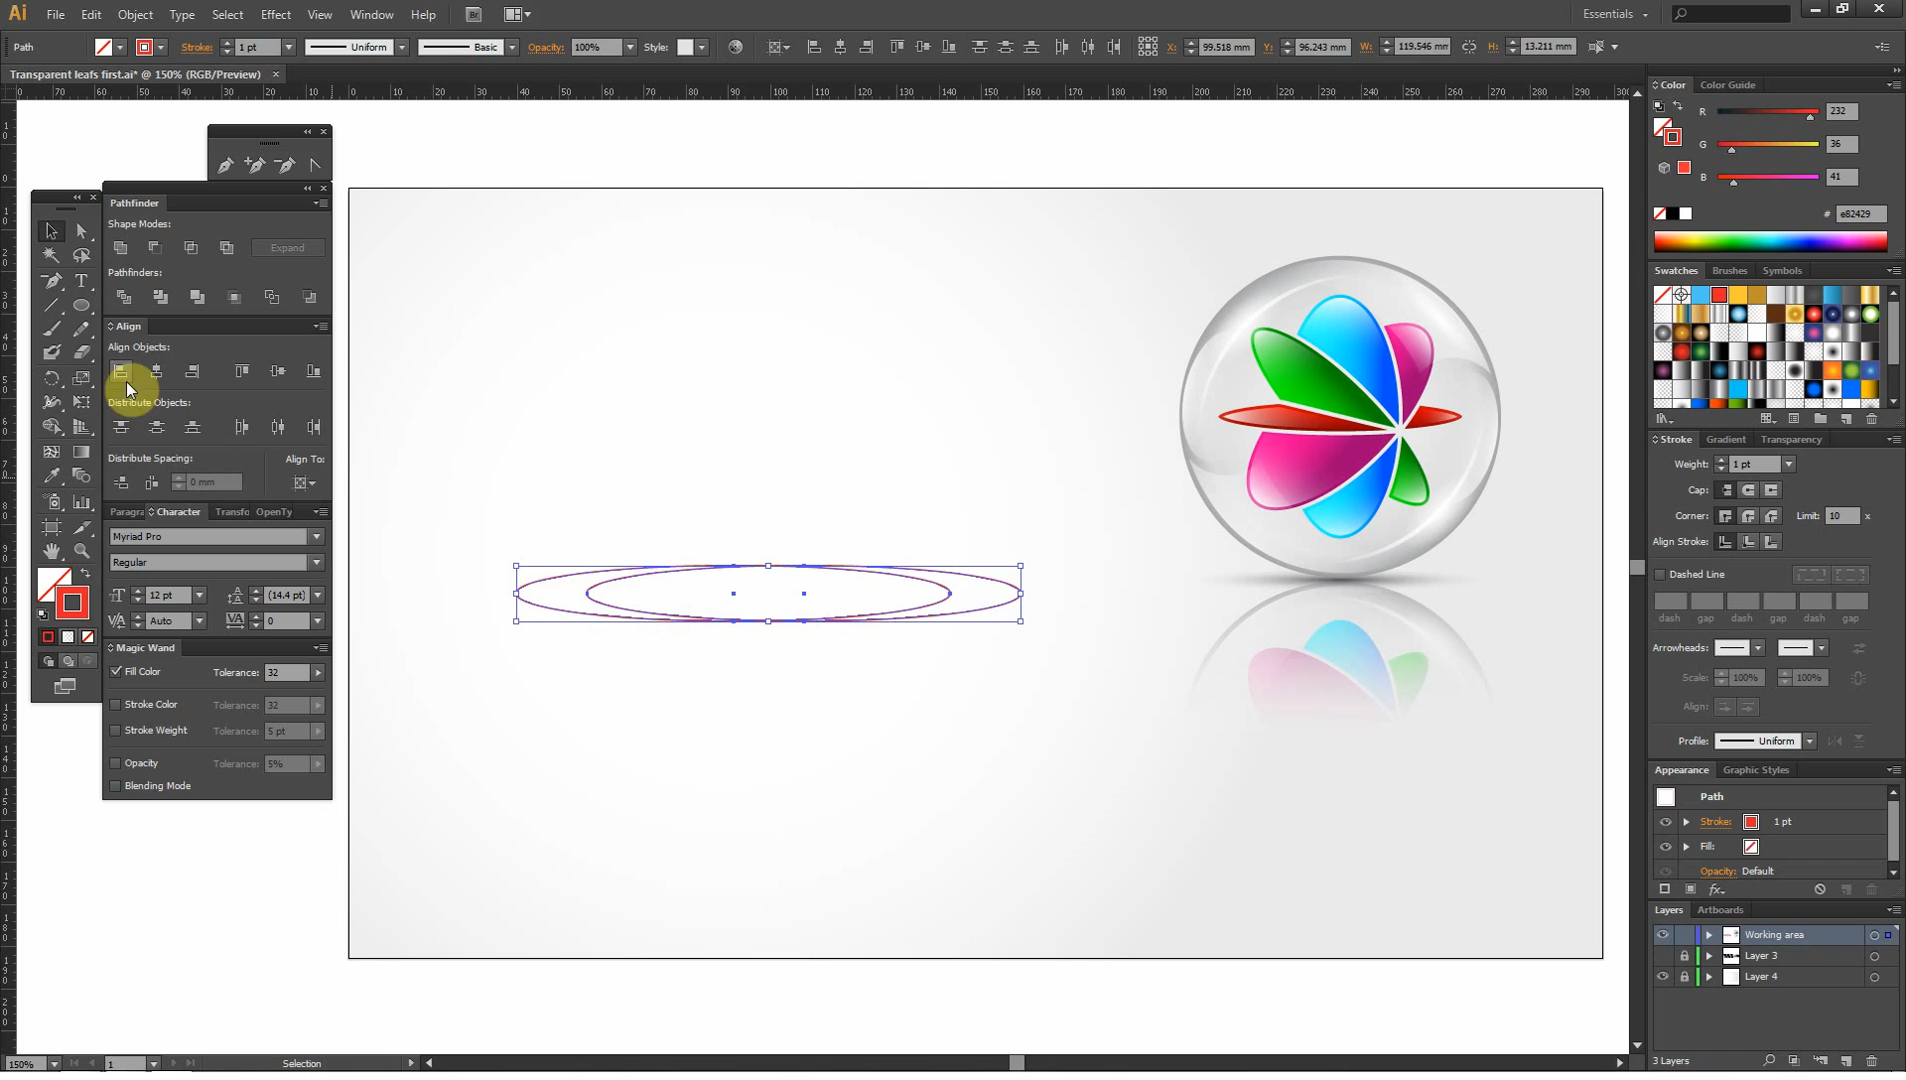 Ai File Edit Object Type Select Effect View Window Help Br Essentials
Path Stroke: 1 pt Uniform Basic Opacity: 100% Style: X: 99.518 mm Y: 96.243 mm W: 119.546 mm H: 13.211 mm
Transparent leafs first.ai* @ 150% (RGB/Preview) ×
Pathfinder
Shape Modes:
Expand
Pathfinders:
Align
Align Objects:
Distribute Objects:
Distribute Spacing: Align To:
0 mm
Paragra Character Transfo OpenTy
Myriad Pro
Regular
12 pt (14.4 pt)
Auto 0
Magic Wand
Fill Color Tolerance: 32
Stroke Color Tolerance: 32
Stroke Weight Tolerance: 5 pt
Opacity Tolerance: 5%
Blending Mode
Color Color Guide
R 232
G 36
B 41
# e82429
Swatches Brushes Symbols
Stroke Gradient Transparency
Weight: 1 pt
Cap:
Corner: Limit: 10 x
Align Stroke:
Dashed Line
dash gap dash gap dash gap
Arrowheads:
Scale: 100% 100%
Align:
Profile: Uniform
Appearance Graphic Styles
Path
Stroke: 1 pt
Fill:
Opacity: Default
fx
Layers Artboards
Working area
Layer 3
Layer 4
3 Layers
150% 1 Selection